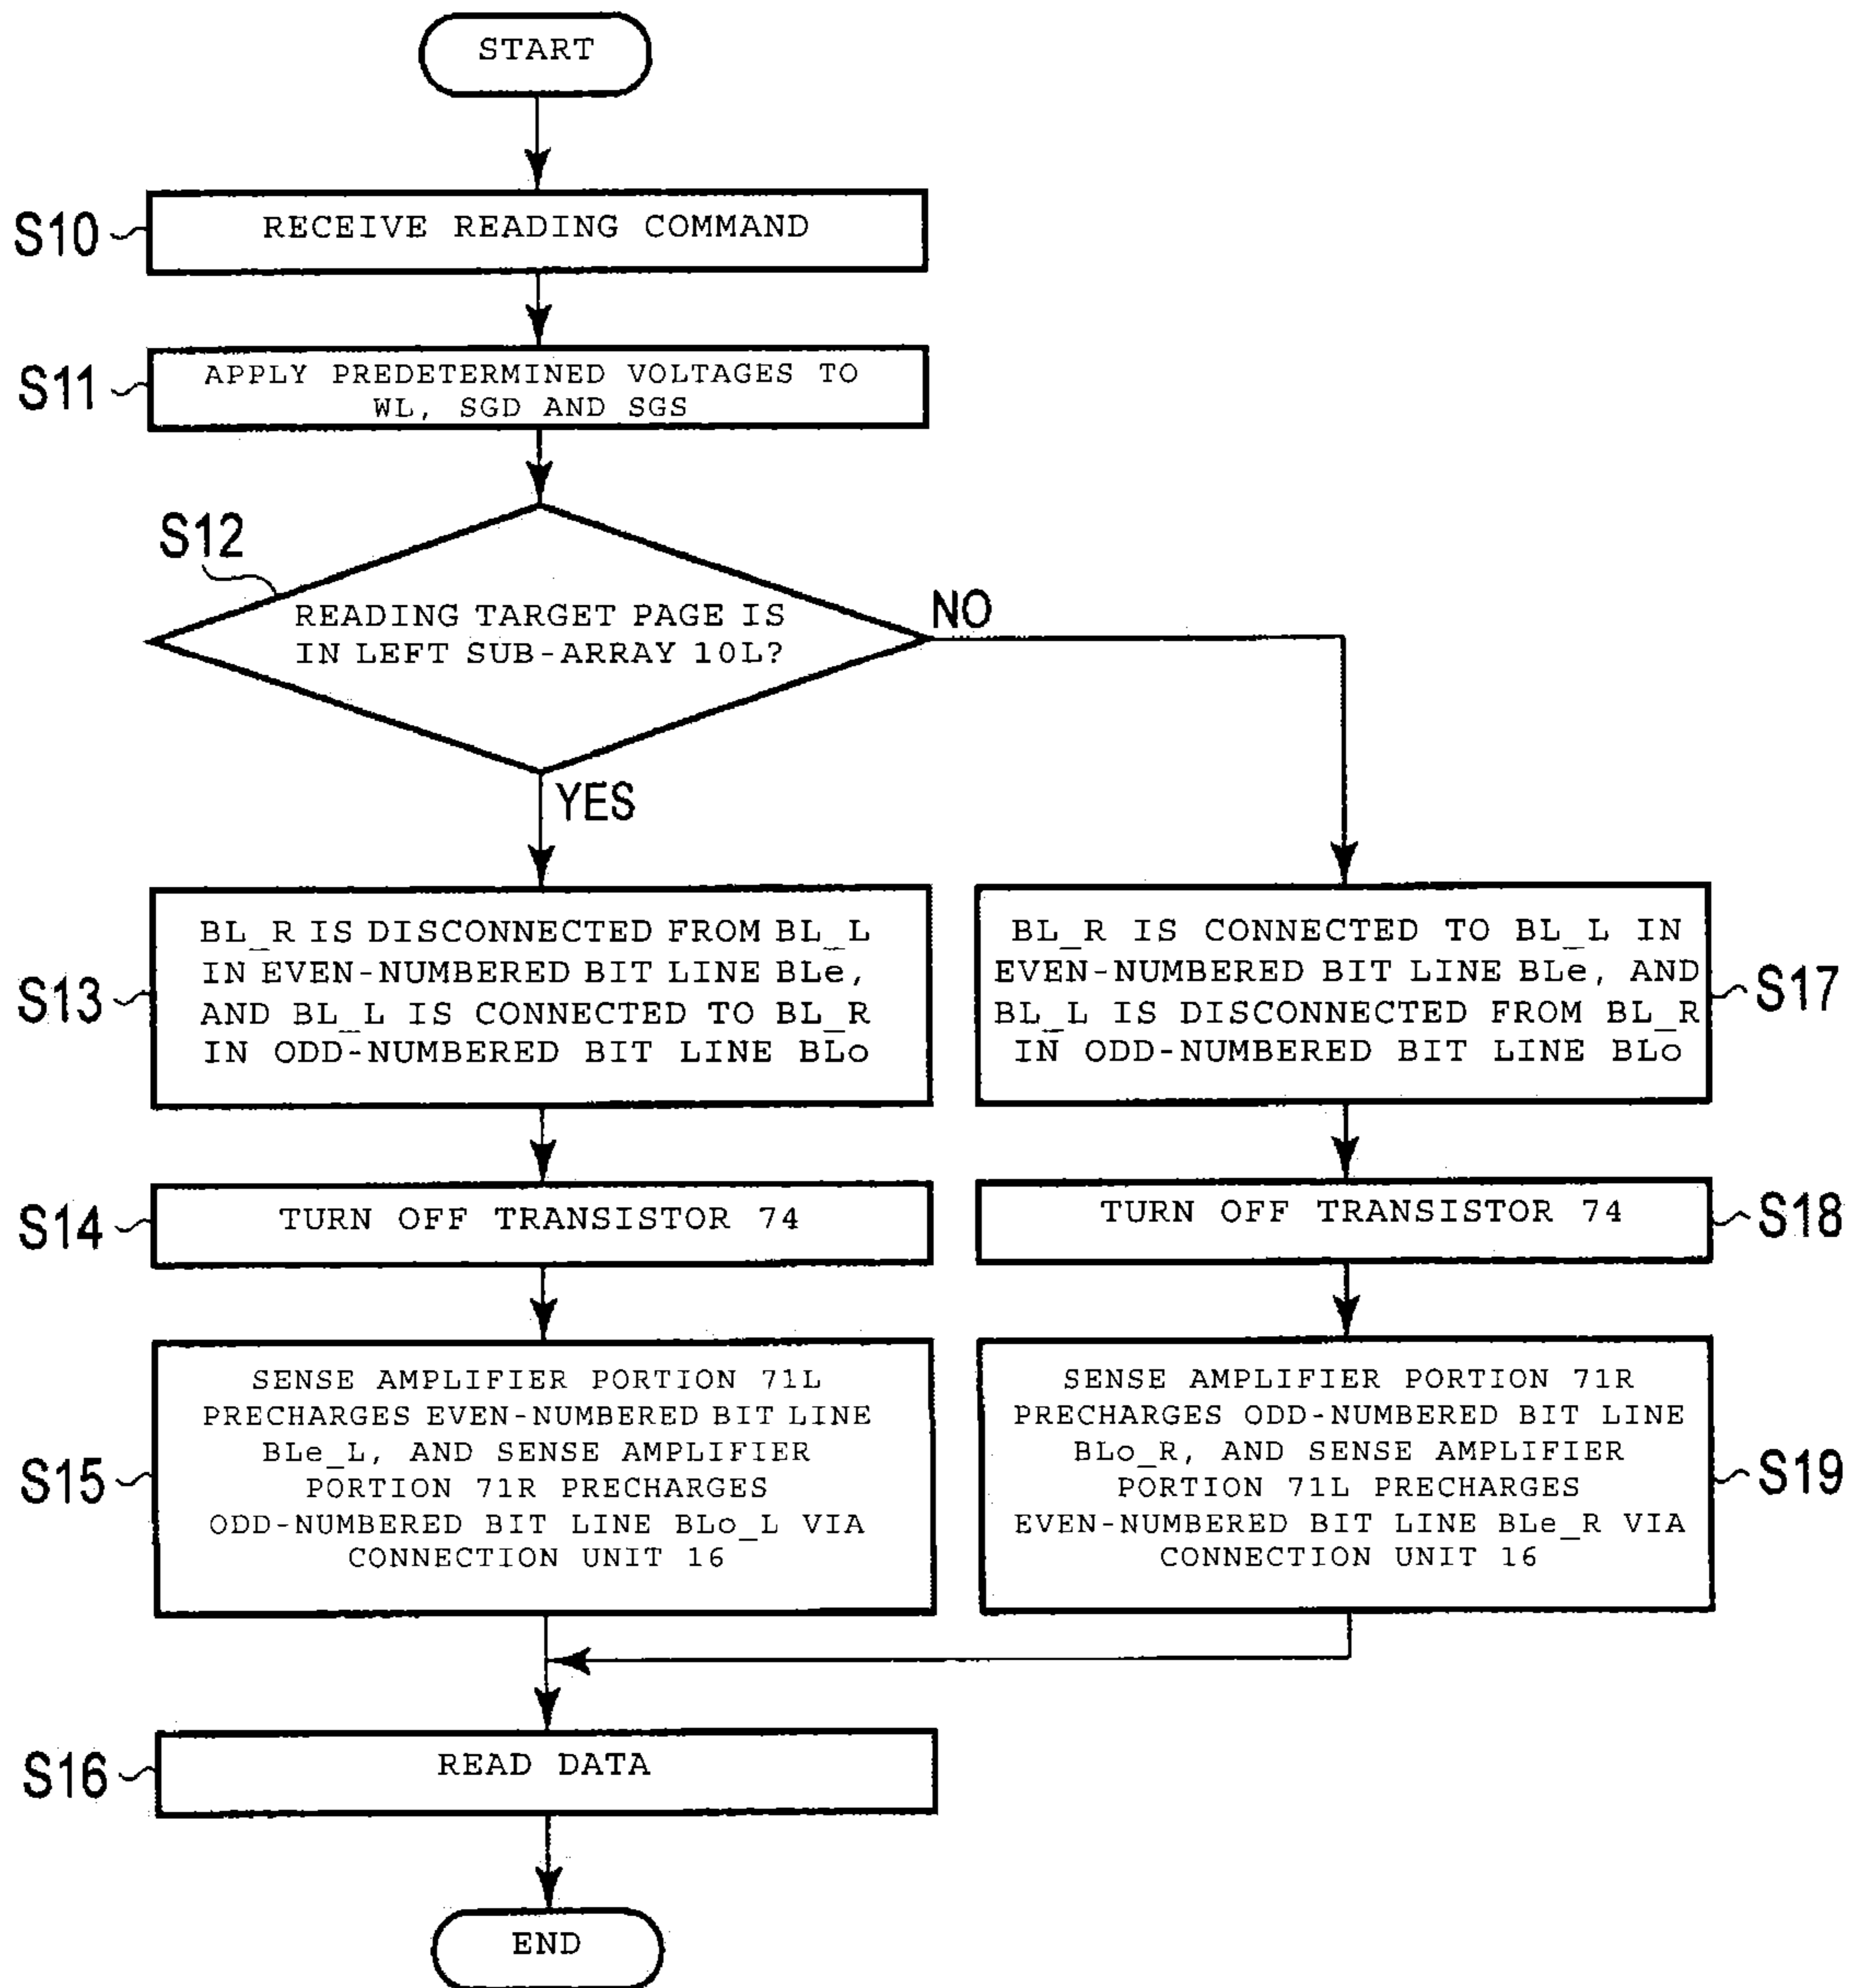 START
S10
RECEIVE READING COMMAND
S11
APPLY PREDETERMINED VOLTAGES TO
WL, SGD AND SGS
S12
READING TARGET PAGE IS
IN LEFT SUB-ARRAY 10L?
NO
YES
S13
BL_R IS DISCONNECTED FROM BL_L
IN EVEN-NUMBERED BIT LINE BLe,
AND BL_L IS CONNECTED TO BL_R
IN ODD-NUMBERED BIT LINE BLo
BL_R IS CONNECTED TO BL_L IN
EVEN-NUMBERED BIT LINE BLe, AND
BL_L IS DISCONNECTED FROM BL_R
IN ODD-NUMBERED BIT LINE BLo
S17
S14
TURN OFF TRANSISTOR 74
TURN OFF TRANSISTOR 74
S18
S15
SENSE AMPLIFIER PORTION 71L
PRECHARGES EVEN-NUMBERED BIT LINE
BLe_L, AND SENSE AMPLIFIER
PORTION 71R PRECHARGES
ODD-NUMBERED BIT LINE BLo_L VIA
CONNECTION UNIT 16
SENSE AMPLIFIER PORTION 71R
PRECHARGES ODD-NUMBERED BIT LINE
BLo_R, AND SENSE AMPLIFIER
PORTION 71L PRECHARGES
EVEN-NUMBERED BIT LINE BLe_R VIA
CONNECTION UNIT 16
S19
S16
READ DATA
END